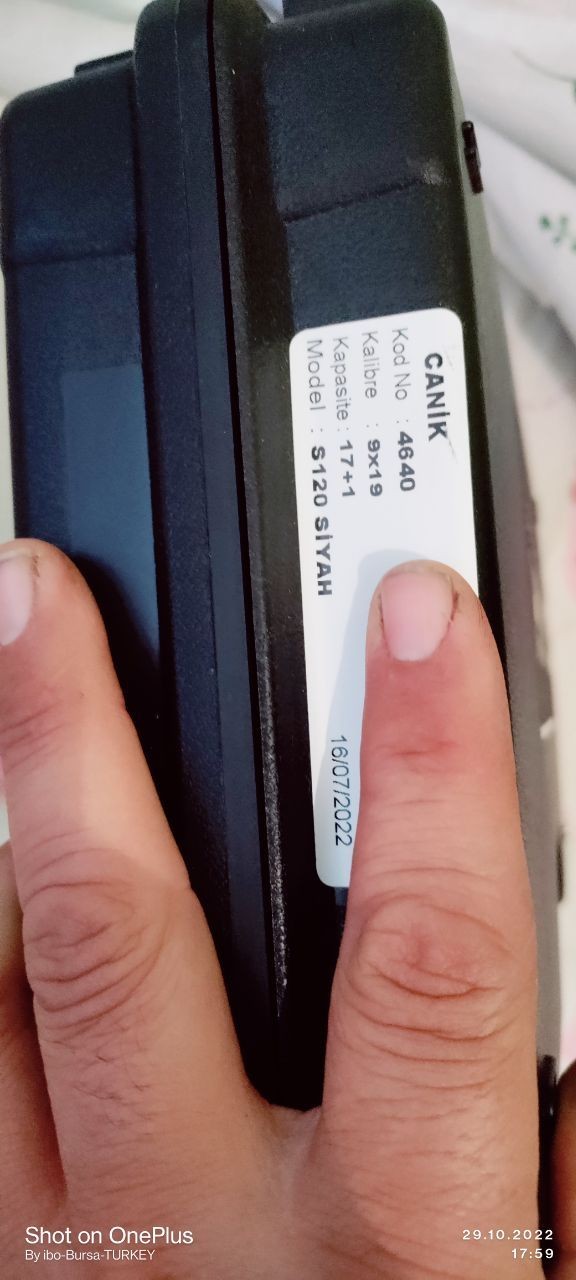 CANİK
Kod No : 4640
Kalibre : 9x19
Kapasite : 17+1
Model : S120 SİYAH
16/07/2022
Shot on OnePlus
By ibo-Bursa-TURKEY
29.10.2022
17:59